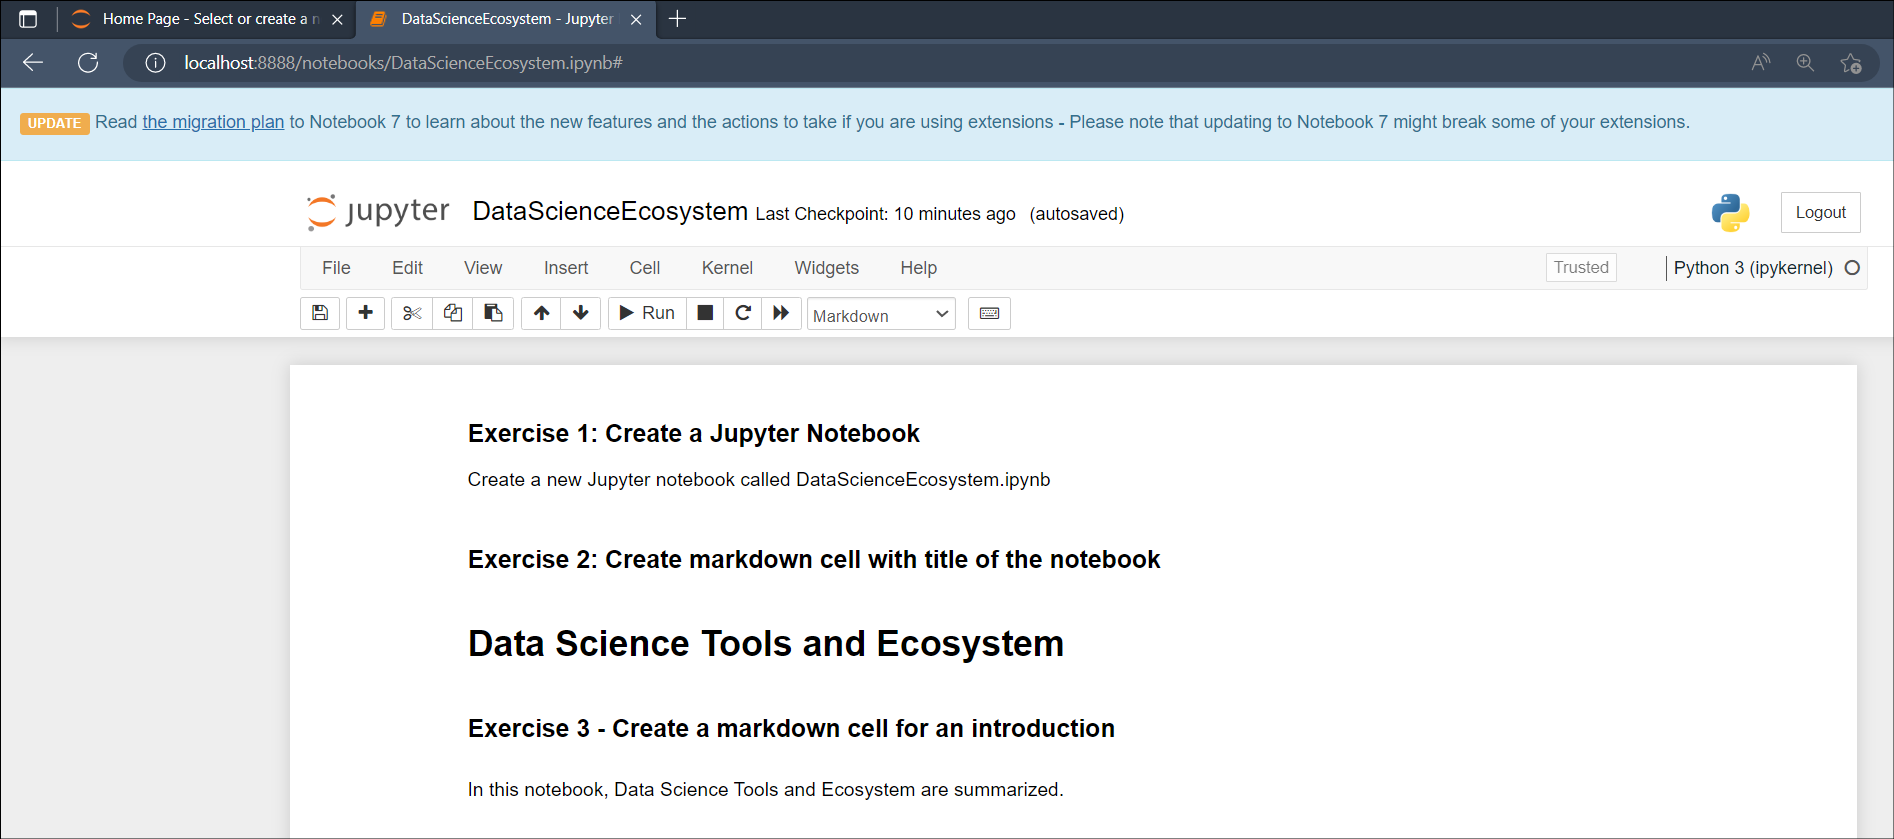 Home Page - Select or create a n
DataScienceEcosystem - Jupyter
localhost:8888/notebooks/DataScienceEcosystem.ipynb#
UPDATE Read the migration plan to Notebook 7 to learn about the new features and the actions to take if you are using extensions - Please note that updating to Notebook 7 might break some of your extensions.
jupyter DataScienceEcosystem Last Checkpoint: 10 minutes ago (autosaved)
Logout
File Edit View Insert Cell Kernel Widgets Help
Trusted
Python 3 (ipykernel)
Run
Markdown
Exercise 1: Create a Jupyter Notebook
Create a new Jupyter notebook called DataScienceEcosystem.ipynb
Exercise 2: Create markdown cell with title of the notebook
Data Science Tools and Ecosystem
Exercise 3 - Create a markdown cell for an introduction
In this notebook, Data Science Tools and Ecosystem are summarized.